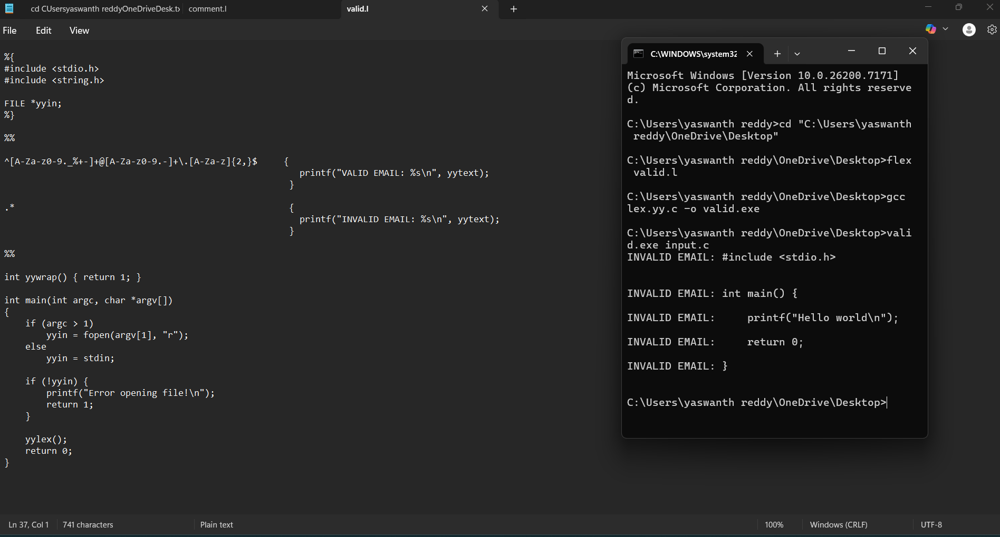 cd CUsersyaswanth reddyOneDriveDesk.tx
comment.l
valid.l
File Edit View
%{
#include <stdio.h>
#include <string.h>
FILE *yyin;
%}
%%
^[A-Za-z0-9._%+-]+@[A-Za-z0-9.-]+\.[A-Za-z]{2,}$     {
printf("VALID EMAIL: %s\n", yytext);
}
.*     {
printf("INVALID EMAIL: %s\n", yytext);
}
%%
int yywrap() { return 1; }
int main(int argc, char *argv[])
{
    if (argc > 1)
        yyin = fopen(argv[1], "r");
    else
        yyin = stdin;
    if (!yyin) {
        printf("Error opening file!\n");
        return 1;
    }
    yylex();
    return 0;
}
Ln 37, Col 1
741 characters
Plain text
100%
Windows (CRLF)
UTF-8
C:\WINDOWS\system32
Microsoft Windows [Version 10.0.26200.7171]
(c) Microsoft Corporation. All rights reserve
d.
C:\Users\yaswanth reddy>cd "C:\Users\yaswanth
 reddy\OneDrive\Desktop"
C:\Users\yaswanth reddy\OneDrive\Desktop>flex
 valid.l
C:\Users\yaswanth reddy\OneDrive\Desktop>gcc
lex.yy.c -o valid.exe
C:\Users\yaswanth reddy\OneDrive\Desktop>vali
d.exe input.c
INVALID EMAIL: #include <stdio.h>
INVALID EMAIL: int main() {
INVALID EMAIL:     printf("Hello world\n");
INVALID EMAIL:     return 0;
INVALID EMAIL: }
C:\Users\yaswanth reddy\OneDrive\Desktop>